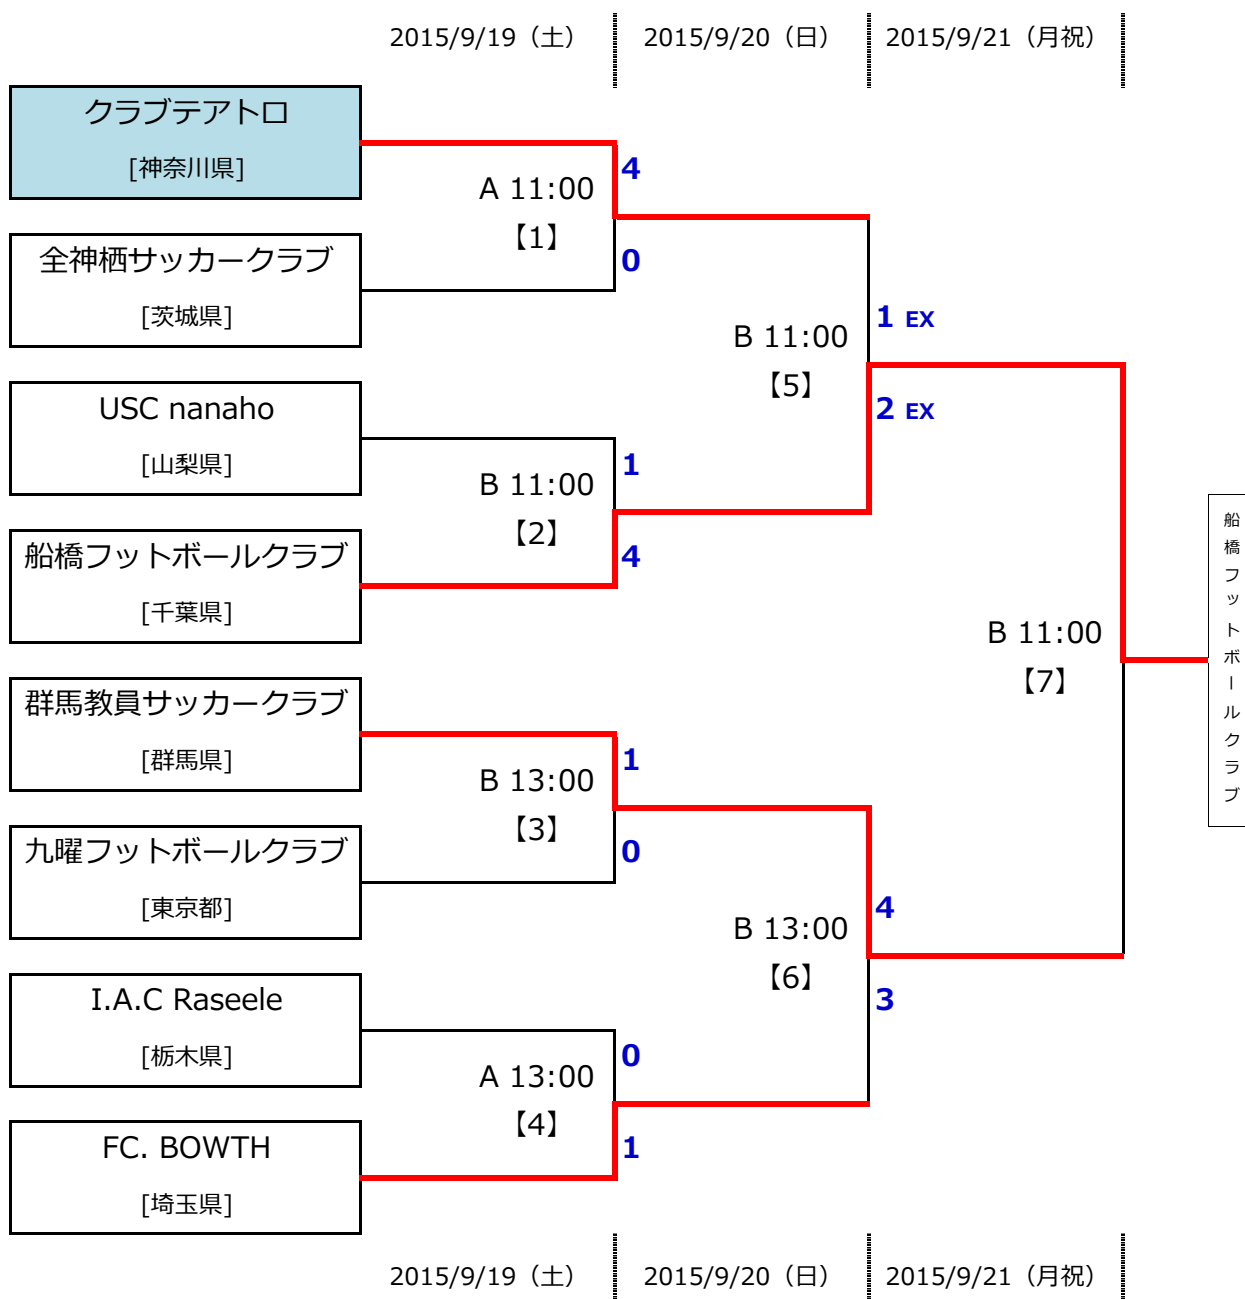 2015/9/19（土）
2015/9/20（日）
2015/9/21（月祝）
クラブテアトロ
[神奈川県]
A 11:00
【1】
4
0
全神栖サッカークラブ
[茨城県]
B 11:00
【5】
1 EX
2 EX
USC nanaho
[山梨県]
B 11:00
【2】
1
4
船橋フットボールクラブ
[千葉県]
B 11:00
【7】
船橋フットボールクラブ
群馬教員サッカークラブ
[群馬県]
B 13:00
【3】
1
0
九曜フットボールクラブ
[東京都]
B 13:00
【6】
4
3
I.A.C Raseele
[栃木県]
A 13:00
【4】
0
1
FC. BOWTH
[埼玉県]
2015/9/19（土）
2015/9/20（日）
2015/9/21（月祝）